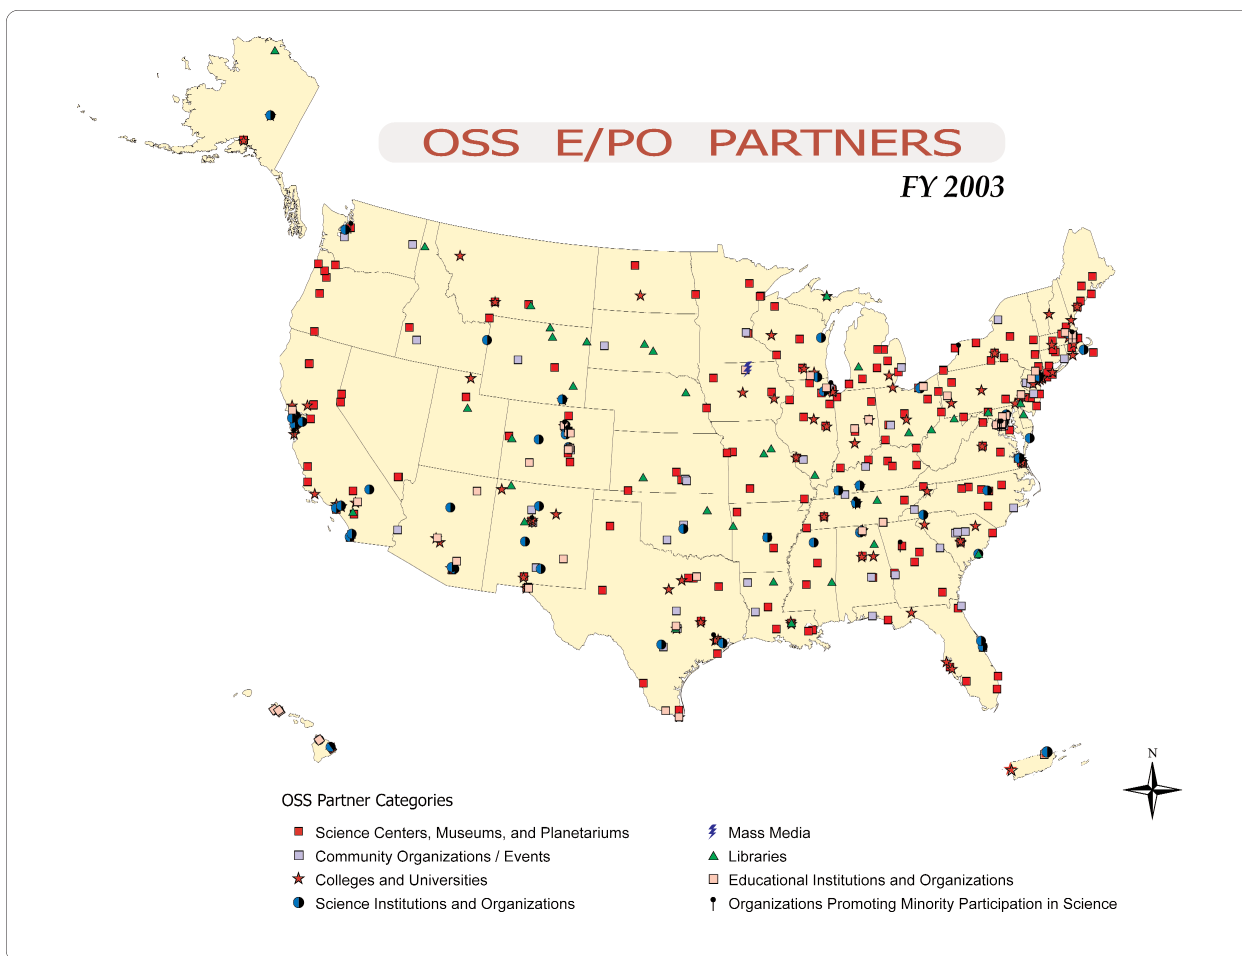 OSS E/PO PARTNERS
FY 2003
N
OSS Partner Categories
Science Centers, Museums, and Planetariums
Community Organizations / Events
Colleges and Universities
Science Institutions and Organizations
Mass Media
Libraries
Educational Institutions and Organizations
Organizations Promoting Minority Participation in Science